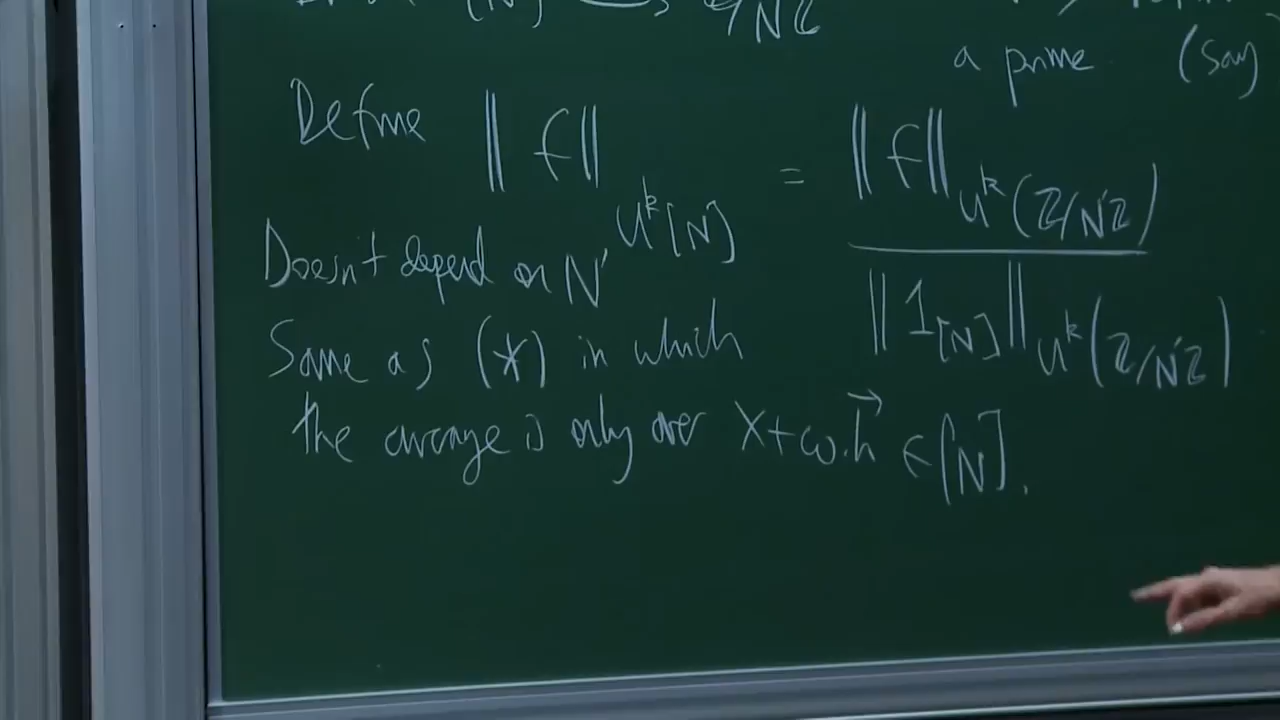 [N] → Z/N'Z
a prime (Say
Define ‖f‖_{U^k[N]} = ‖f‖_{U^k(Z/N'Z)} / ‖1_{[N]}‖_{U^k(Z/N'Z)}
Doesn't depend on N'
Same as (*) in which
the average is only over x+ω·h⃗ ∈ [N].